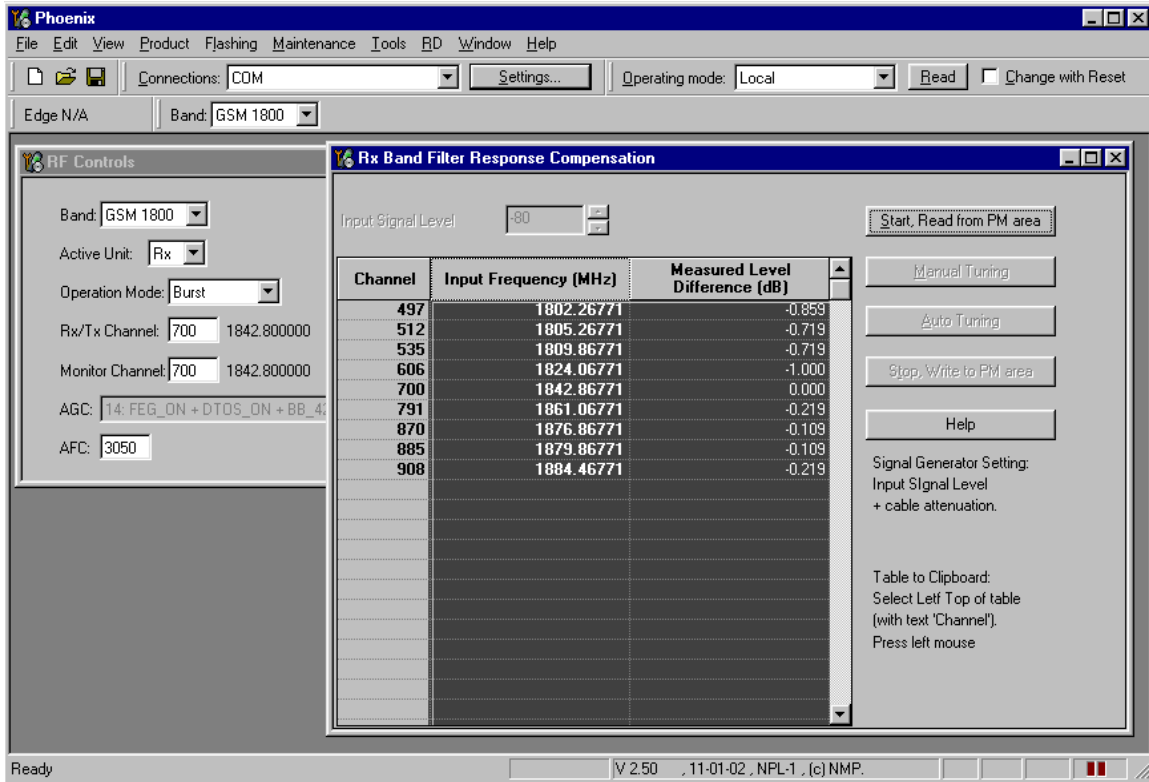 Phoenix
File Edit View Product Flashing Maintenance Tools RD Window Help
Connections: COM Settings... Operating mode: Local Read Change with Reset
Edge N/A Band: GSM 1800
RF Controls
Band: GSM 1800
Active Unit: Rx
Operation Mode: Burst
Rx/Tx Channel: 700 1842.800000
Monitor Channel: 700 1842.800000
AGC: 14: FEG_ON + DTOS_ON + BB_42
AFC: 3050
Rx Band Filter Response Compensation
Input Signal Level -80
Channel Input Frequency (MHz) Measured Level Difference (dB)
497 1802.26771 -0.859
512 1805.26771 -0.719
535 1809.86771 -0.719
606 1824.06771 -1.000
700 1842.86771 0.000
791 1861.06771 -0.219
870 1876.86771 -0.109
885 1879.86771 -0.109
908 1884.46771 -0.219
Start, Read from PM area
Manual Tuning
Auto Tuning
Stop, Write to PM area
Help
Signal Generator Setting:
Input SIgnal Level
+ cable attenuation.
Table to Clipboard:
Select Letf Top of table
(with text 'Channel').
Press left mouse
Ready V 2.50 , 11-01-02 , NPL-1 , (c) NMP.